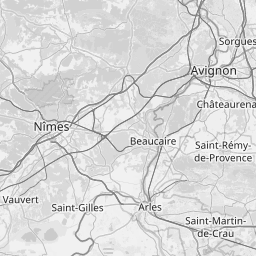 Sorgues
Avignon
Châteaurena
Nîmes
Beaucaire
Saint-Rémy-
de-Provence
Vauvert
Saint-Gilles
Arles
Saint-Martin-
de-Crau